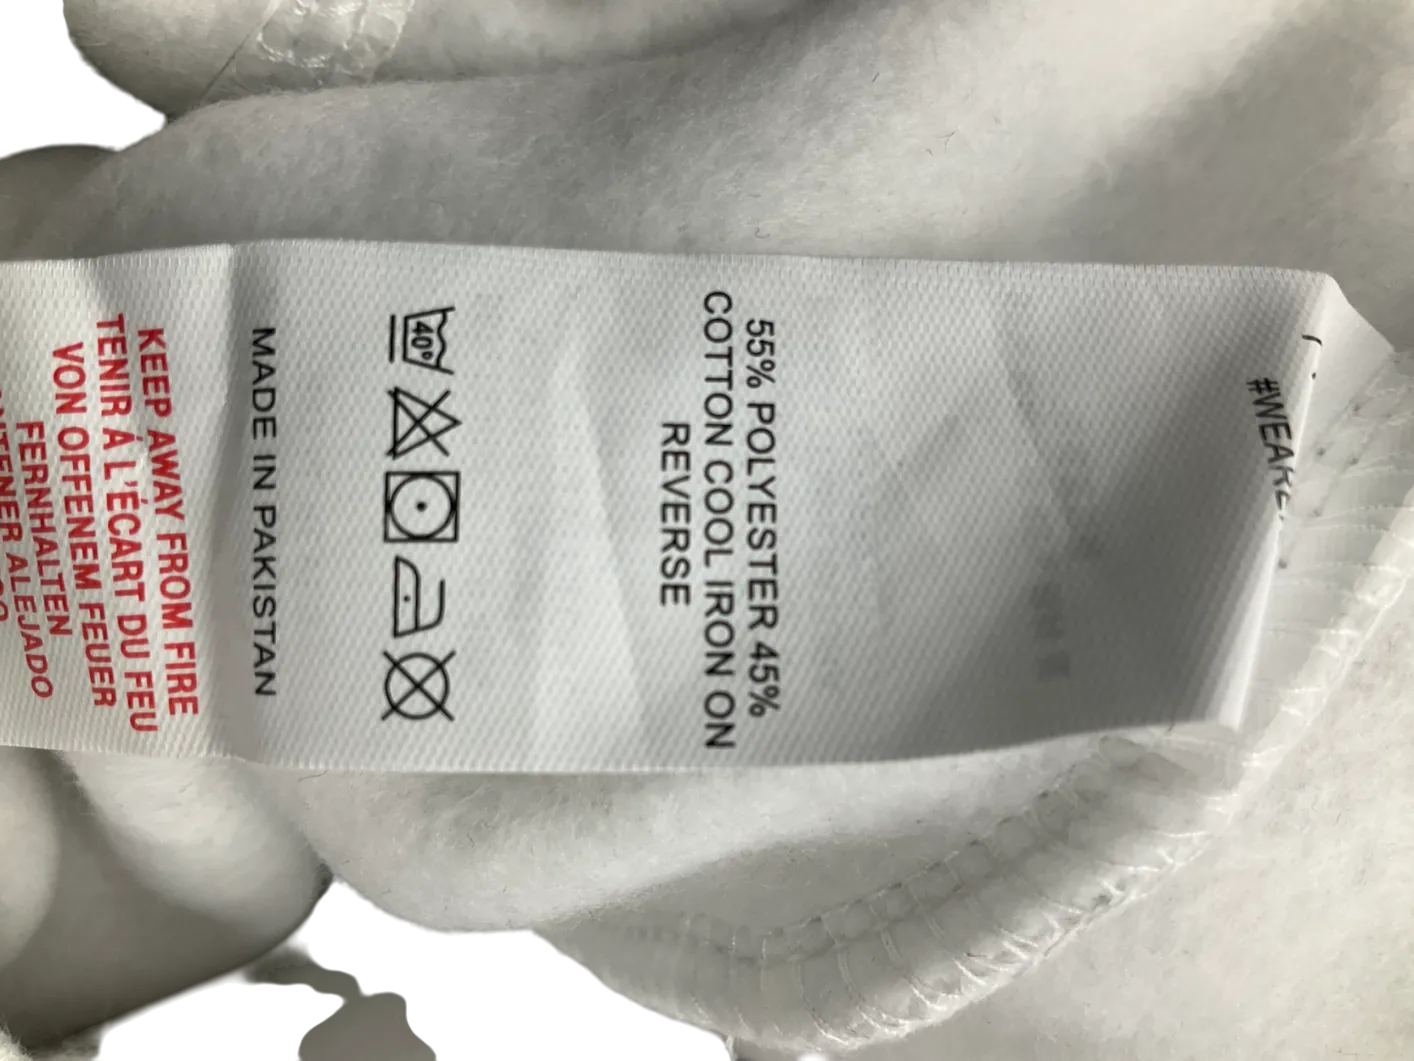 55% POLYESTER 45%
COTTON COOL IRON ON
REVERSE
40°
MADE IN PAKISTAN
KEEP AWAY FROM FIRE
TENIR Á L'ÉCART DU FEU
VON OFFENEM FEUER
FERNHALTEN
ALEJADO